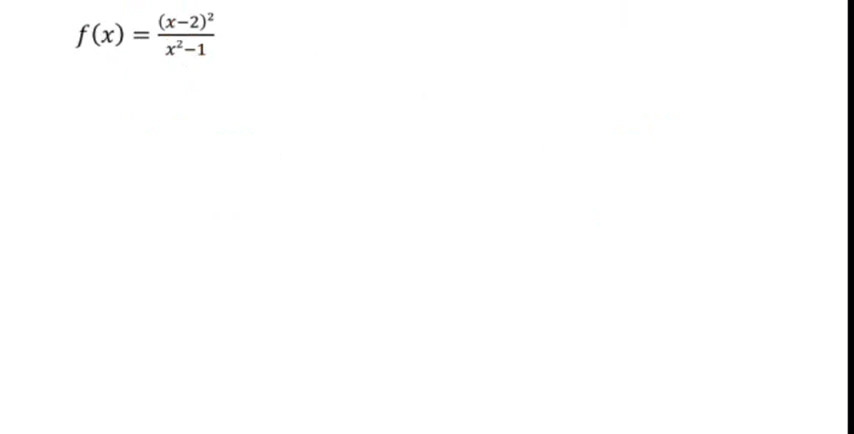 f(x) = (x−2)²/x²−1